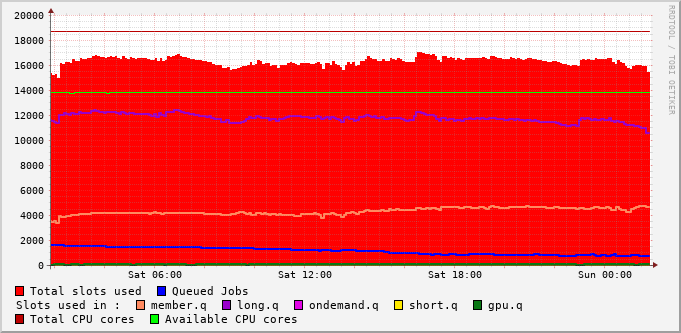 RRDTOOL / TOBI OETIKER
20000
18000
16000
14000
12000
10000
8000
6000
4000
2000
0
Sat 06:00 Sat 12:00 Sat 18:00 Sun 00:00
Total slots used Queued Jobs
Slots used in : member.q long.q ondemand.q short.q gpu.q
Total CPU cores Available CPU cores